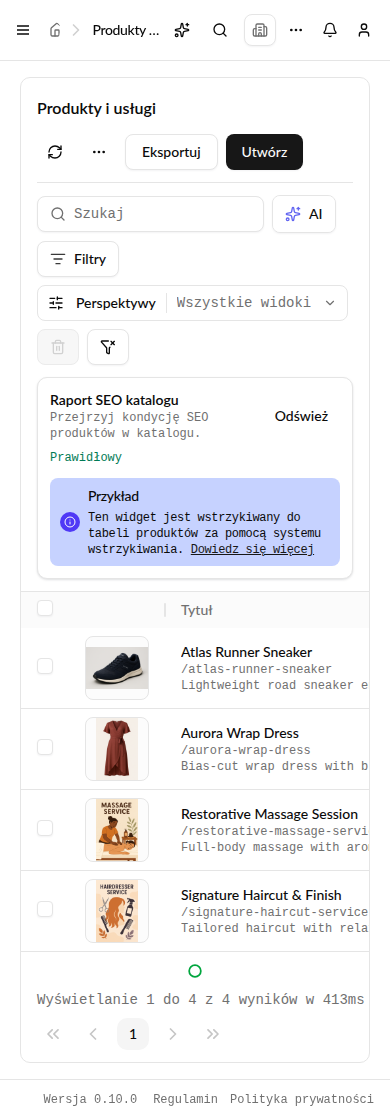 Produkty ...
Produkty i usługi
Eksportuj
Utwórz
Szukaj
AI
Filtry
Perspektywy
Wszystkie widoki
Raport SEO katalogu
Przejrzyj kondycję SEO
produktów w katalogu.
Odśwież
Prawidłowy
Przykład
Ten widget jest wstrzykiwany do
tabeli produktów za pomocą systemu
wstrzykiwania. Dowiedz się więcej
Tytuł
Atlas Runner Sneaker
/atlas-runner-sneaker
Lightweight road sneaker e
Aurora Wrap Dress
/aurora-wrap-dress
Bias-cut wrap dress with b
MASSAGE
SERVICE
Restorative Massage Session
/restorative-massage-servi
Full-body massage with aro
HAIRDRESSER
SERVICE
Signature Haircut & Finish
/signature-haircut-service
Tailored haircut with rela
Wyświetlanie 1 do 4 z 4 wyników w 413ms
1
Wersja 0.10.0 Regulamin Polityka prywatności